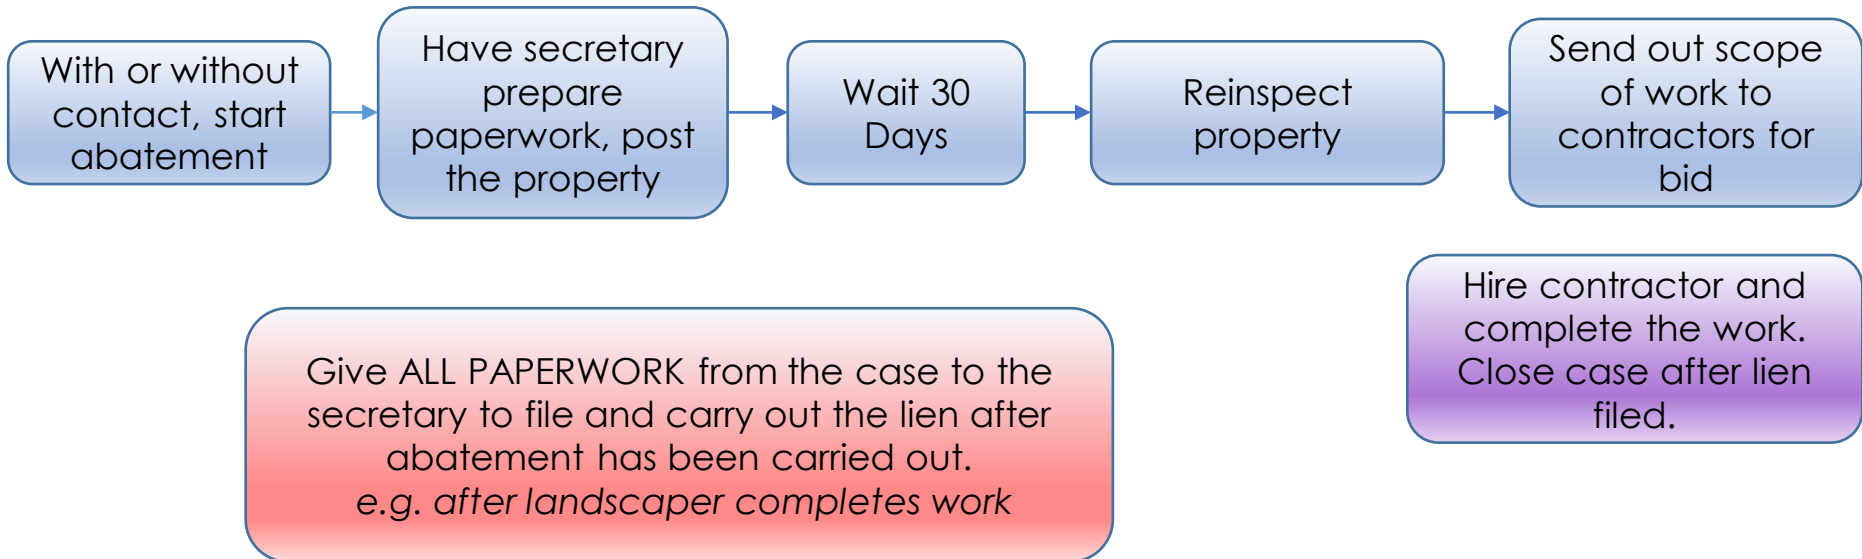 With or without
contact, start
abatement
Have secretary
prepare
paperwork, post
the property
Wait 30
Days
Reinspect
property
Send out scope
of work to
contractors for
bid
Give ALL PAPERWORK from the case to the
secretary to file and carry out the lien after
abatement has been carried out.
e.g. after landscaper completes work
Hire contractor and
complete the work.
Close case after lien
filed.